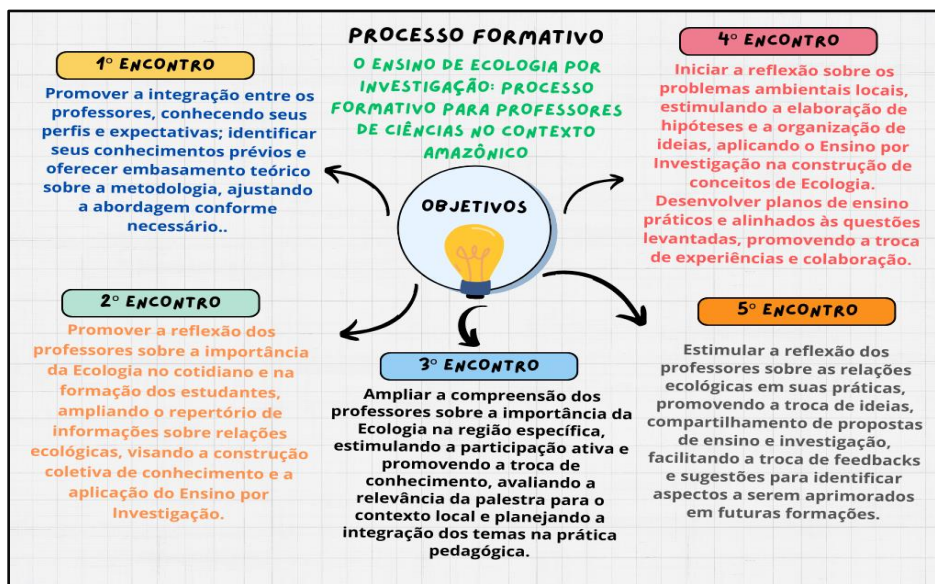 PROCESSO FORMATIVO
O ENSINO DE ECOLOGIA POR
INVESTIGAÇÃO: PROCESSO
FORMATIVO PARA PROFESSORES
DE CIÊNCIAS NO CONTEXTO
AMAZÔNICO
OBJETIVOS
1º ENCONTRO
Promover a integração entre os
professores, conhecendo seus
perfis e expectativas; identificar
seus conhecimentos prévios e
oferecer embasamento teórico
sobre a metodologia, ajustando
a abordagem conforme
necessário..
2º ENCONTRO
Promover a reflexão dos
professores sobre a importância
da Ecologia no cotidiano e na
formação dos estudantes,
ampliando o repertório de
informações sobre relações
ecológicas, visando a construção
coletiva de conhecimento e a
aplicação do Ensino por
Investigação.
3º ENCONTRO
Ampliar a compreensão dos
professores sobre a importância da
Ecologia na região específica,
estimulando a participação ativa e
promovendo a troca de
conhecimento, avaliando a
relevância da palestra para o
contexto local e planejando a
integração dos temas na prática
pedagógica.
4º ENCONTRO
Iniciar a reflexão sobre os
problemas ambientais locais,
estimulando a elaboração de
hipóteses e a organização de
ideias, aplicando o Ensino por
Investigação na construção de
conceitos de Ecologia.
Desenvolver planos de ensino
práticos e alinhados às questões
levantadas, promovendo a troca
de experiências e colaboração.
5º ENCONTRO
Estimular a reflexão dos
professores sobre as relações
ecológicas em suas práticas,
promovendo a troca de ideias,
compartilhamento de propostas
de ensino e investigação,
facilitando a troca de feedbacks
e sugestões para identificar
aspectos a serem aprimorados
em futuras formações.